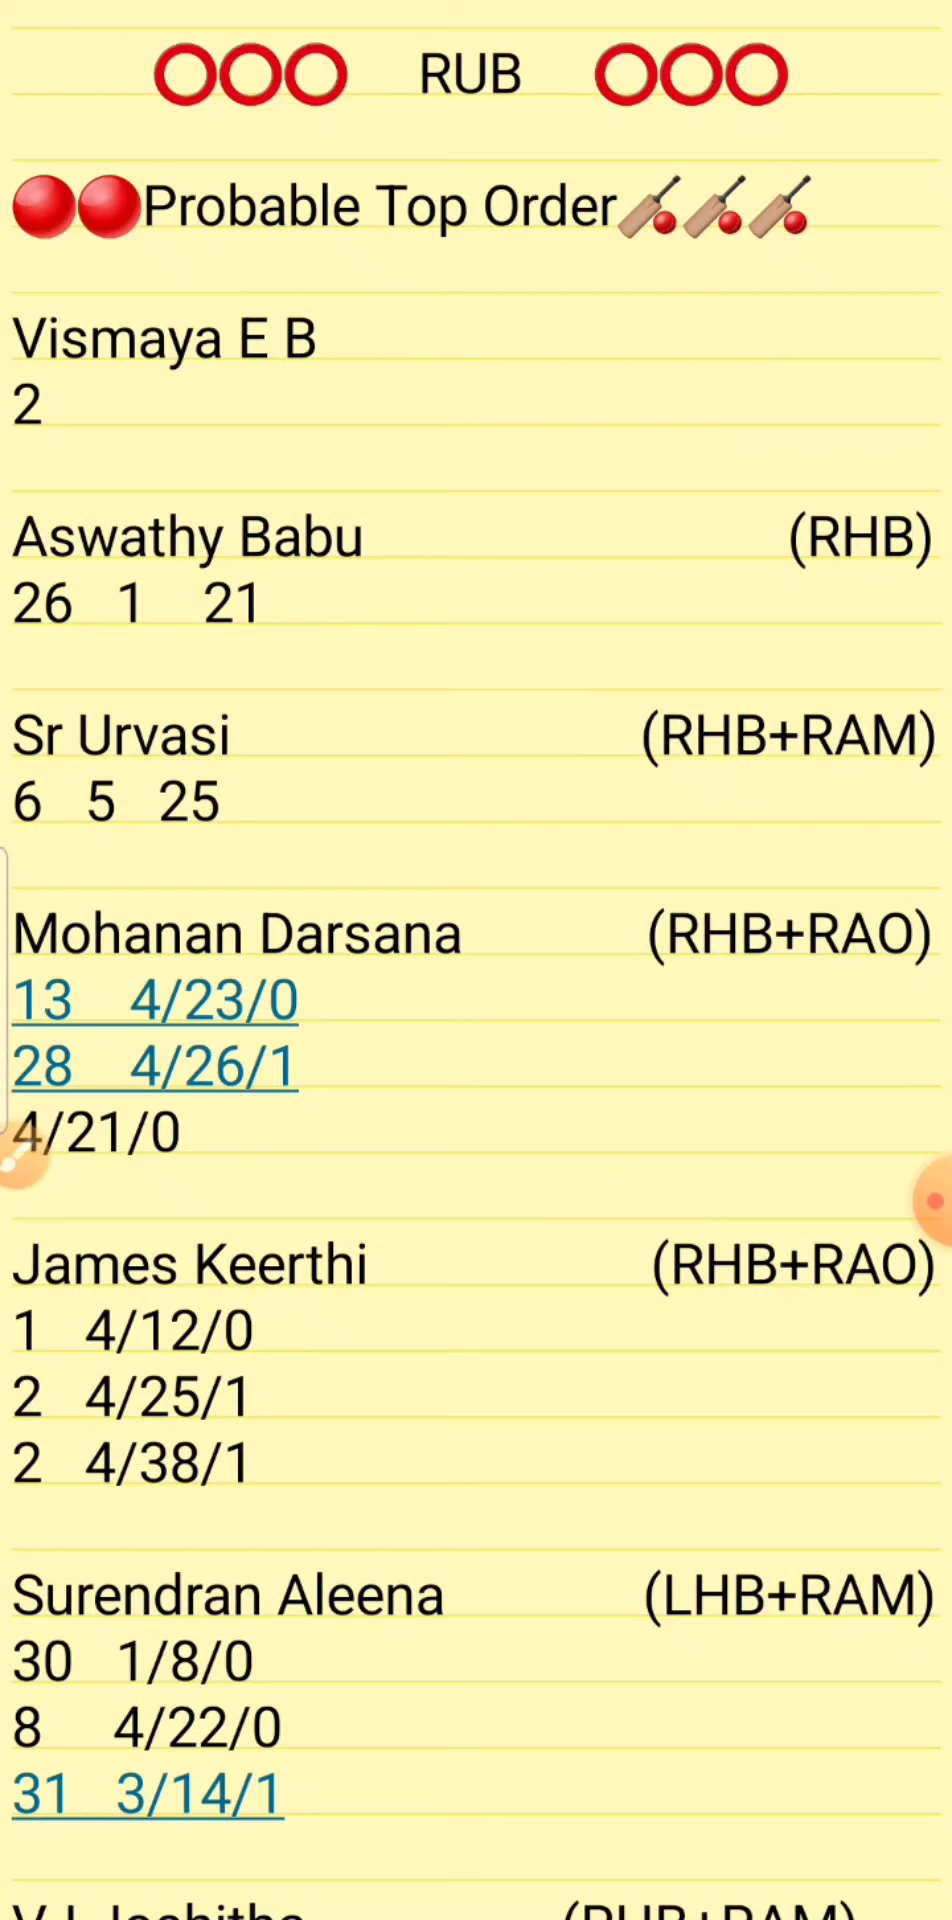 ⭕⭕⭕ RUB ⭕⭕⭕
🔴🔴Probable Top Order🏏🏏🏏
Vismaya E B
2
Aswathy Babu (RHB)
26 1 21
Sr Urvasi (RHB+RAM)
6 5 25
Mohanan Darsana (RHB+RAO)
13 4/23/0
28 4/26/1
4/21/0
James Keerthi (RHB+RAO)
1 4/12/0
2 4/25/1
2 4/38/1
Surendran Aleena (LHB+RAM)
30 1/8/0
8 4/22/0
31 3/14/1